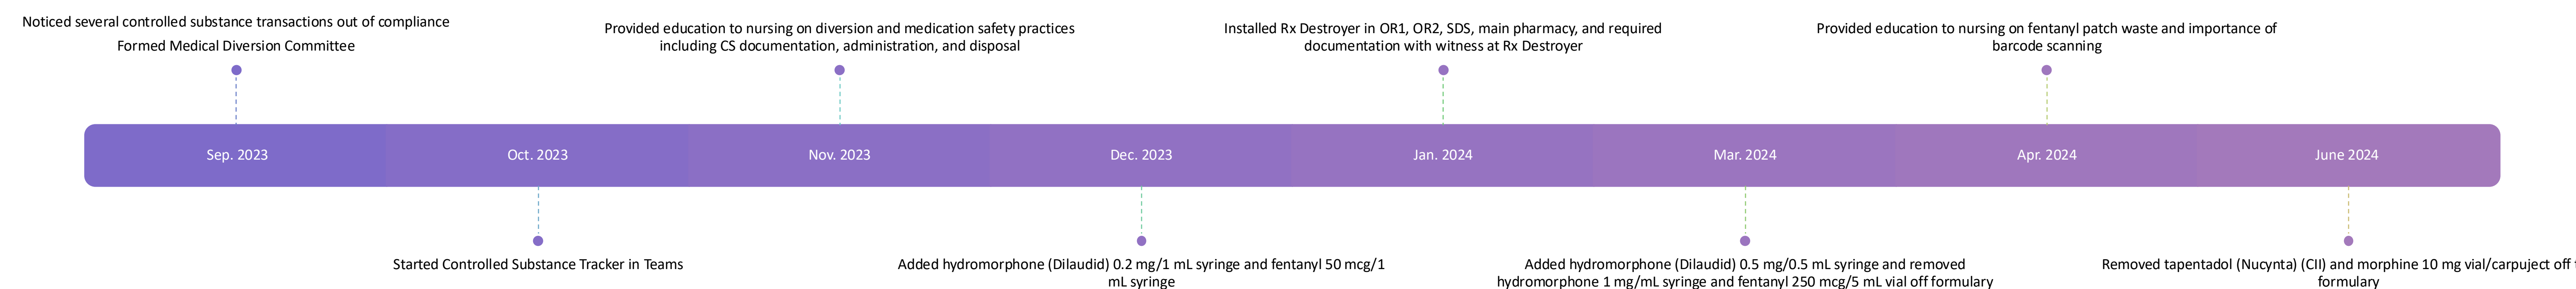 Noticed several controlled substance transactions out of compliance
Formed Medical Diversion Committee
Provided education to nursing on diversion and medication safety practices
including CS documentation, administration, and disposal
Installed Rx Destroyer in OR1, OR2, SDS, main pharmacy, and required
documentation with witness at Rx Destroyer
Provided education to nursing on fentanyl patch waste and importance of
barcode scanning
Sep. 2023
Oct. 2023
Nov. 2023
Dec. 2023
Jan. 2024
Mar. 2024
Apr. 2024
June 2024
Started Controlled Substance Tracker in Teams
Added hydromorphone (Dilaudid) 0.2 mg/1 mL syringe and fentanyl 50 mcg/1
mL syringe
Added hydromorphone (Dilaudid) 0.5 mg/0.5 mL syringe and removed
hydromorphone 1 mg/mL syringe and fentanyl 250 mcg/5 mL vial off formulary
Removed tapentadol (Nucynta) (CII) and morphine 10 mg vial/carpuject off
formulary